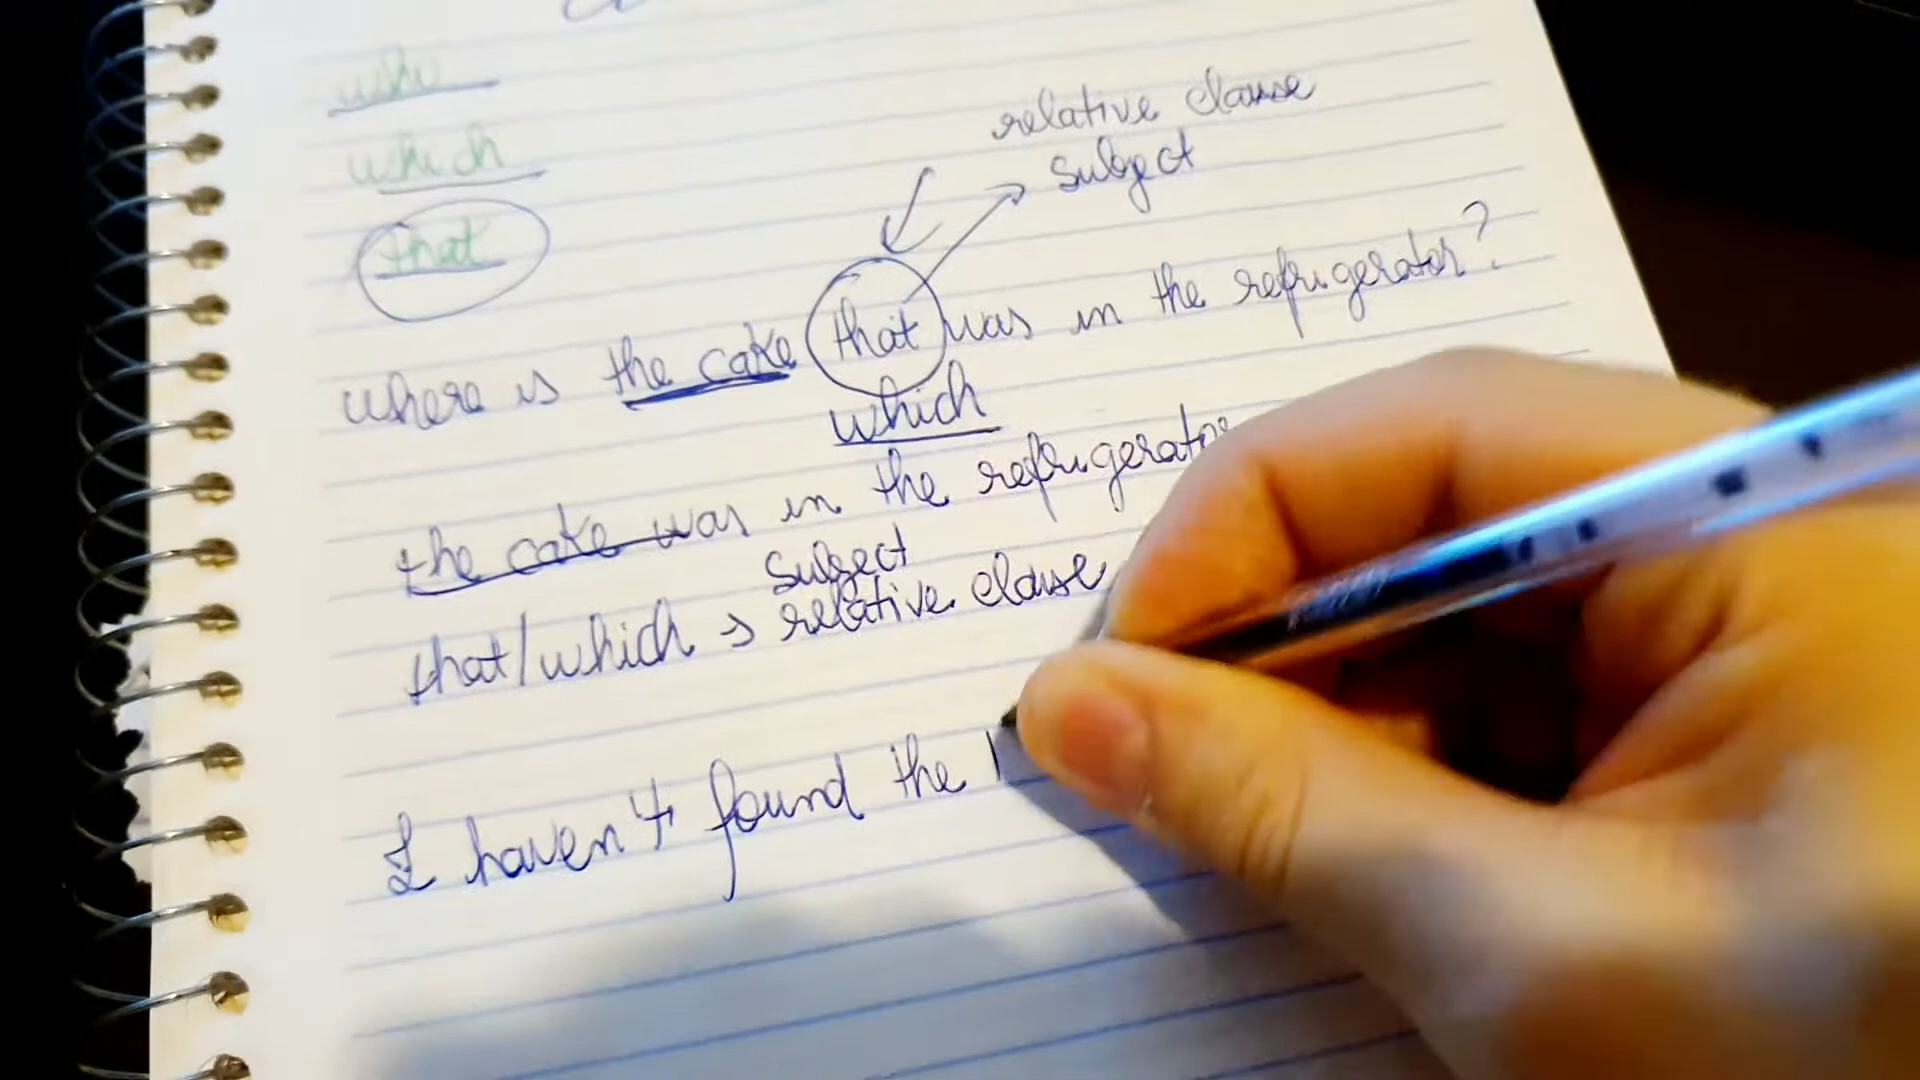 who
which
that
relative clause
subject
where is the cake that was in the refrigerator?
which
the cake was in the refrigerator
subject
that/which → relative clause
I haven't found the